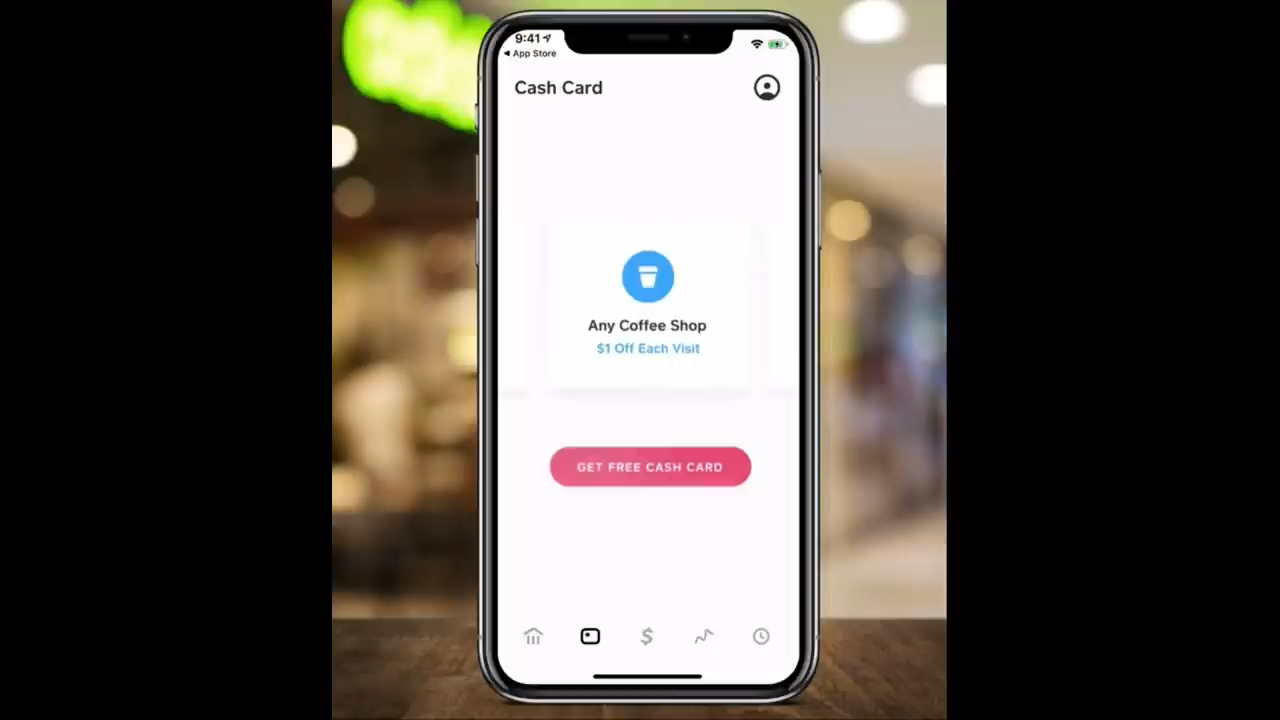 9:41
App Store
Cash Card
Any Coffee Shop
$1 Off Each Visit
GET FREE CASH CARD